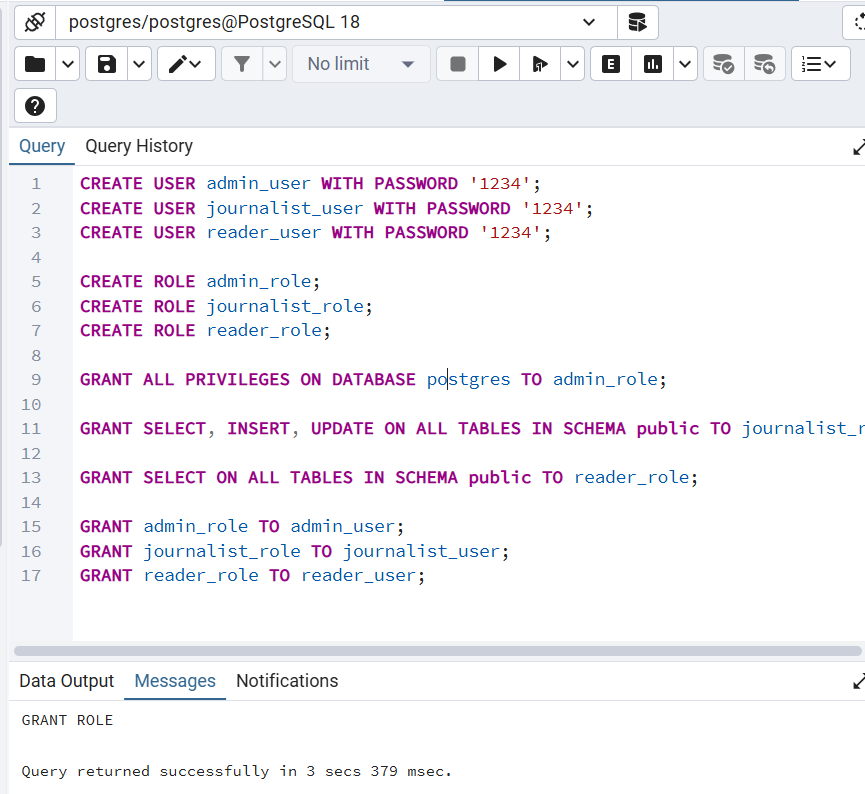 postgres/postgres@PostgreSQL 18
No limit
E
Query Query History
1 CREATE USER admin_user WITH PASSWORD '1234';
2 CREATE USER journalist_user WITH PASSWORD '1234';
3 CREATE USER reader_user WITH PASSWORD '1234';
4
5 CREATE ROLE admin_role;
6 CREATE ROLE journalist_role;
7 CREATE ROLE reader_role;
8
9 GRANT ALL PRIVILEGES ON DATABASE postgres TO admin_role;
10
11 GRANT SELECT, INSERT, UPDATE ON ALL TABLES IN SCHEMA public TO journalist_r
12
13 GRANT SELECT ON ALL TABLES IN SCHEMA public TO reader_role;
14
15 GRANT admin_role TO admin_user;
16 GRANT journalist_role TO journalist_user;
17 GRANT reader_role TO reader_user;
Data Output Messages Notifications
GRANT ROLE
Query returned successfully in 3 secs 379 msec.